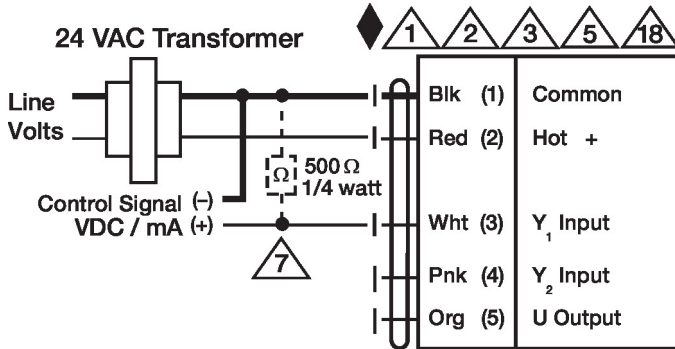 24 VAC Transformer
1 2 3 5 18
Line
Volts
Blk (1) Common
Red (2) Hot +
Ω 500 Ω
1/4 watt
Control Signal (–)
VDC / mA (+)
Wht (3) Y₁ Input
7
Pnk (4) Y₂ Input
Org (5) U Output